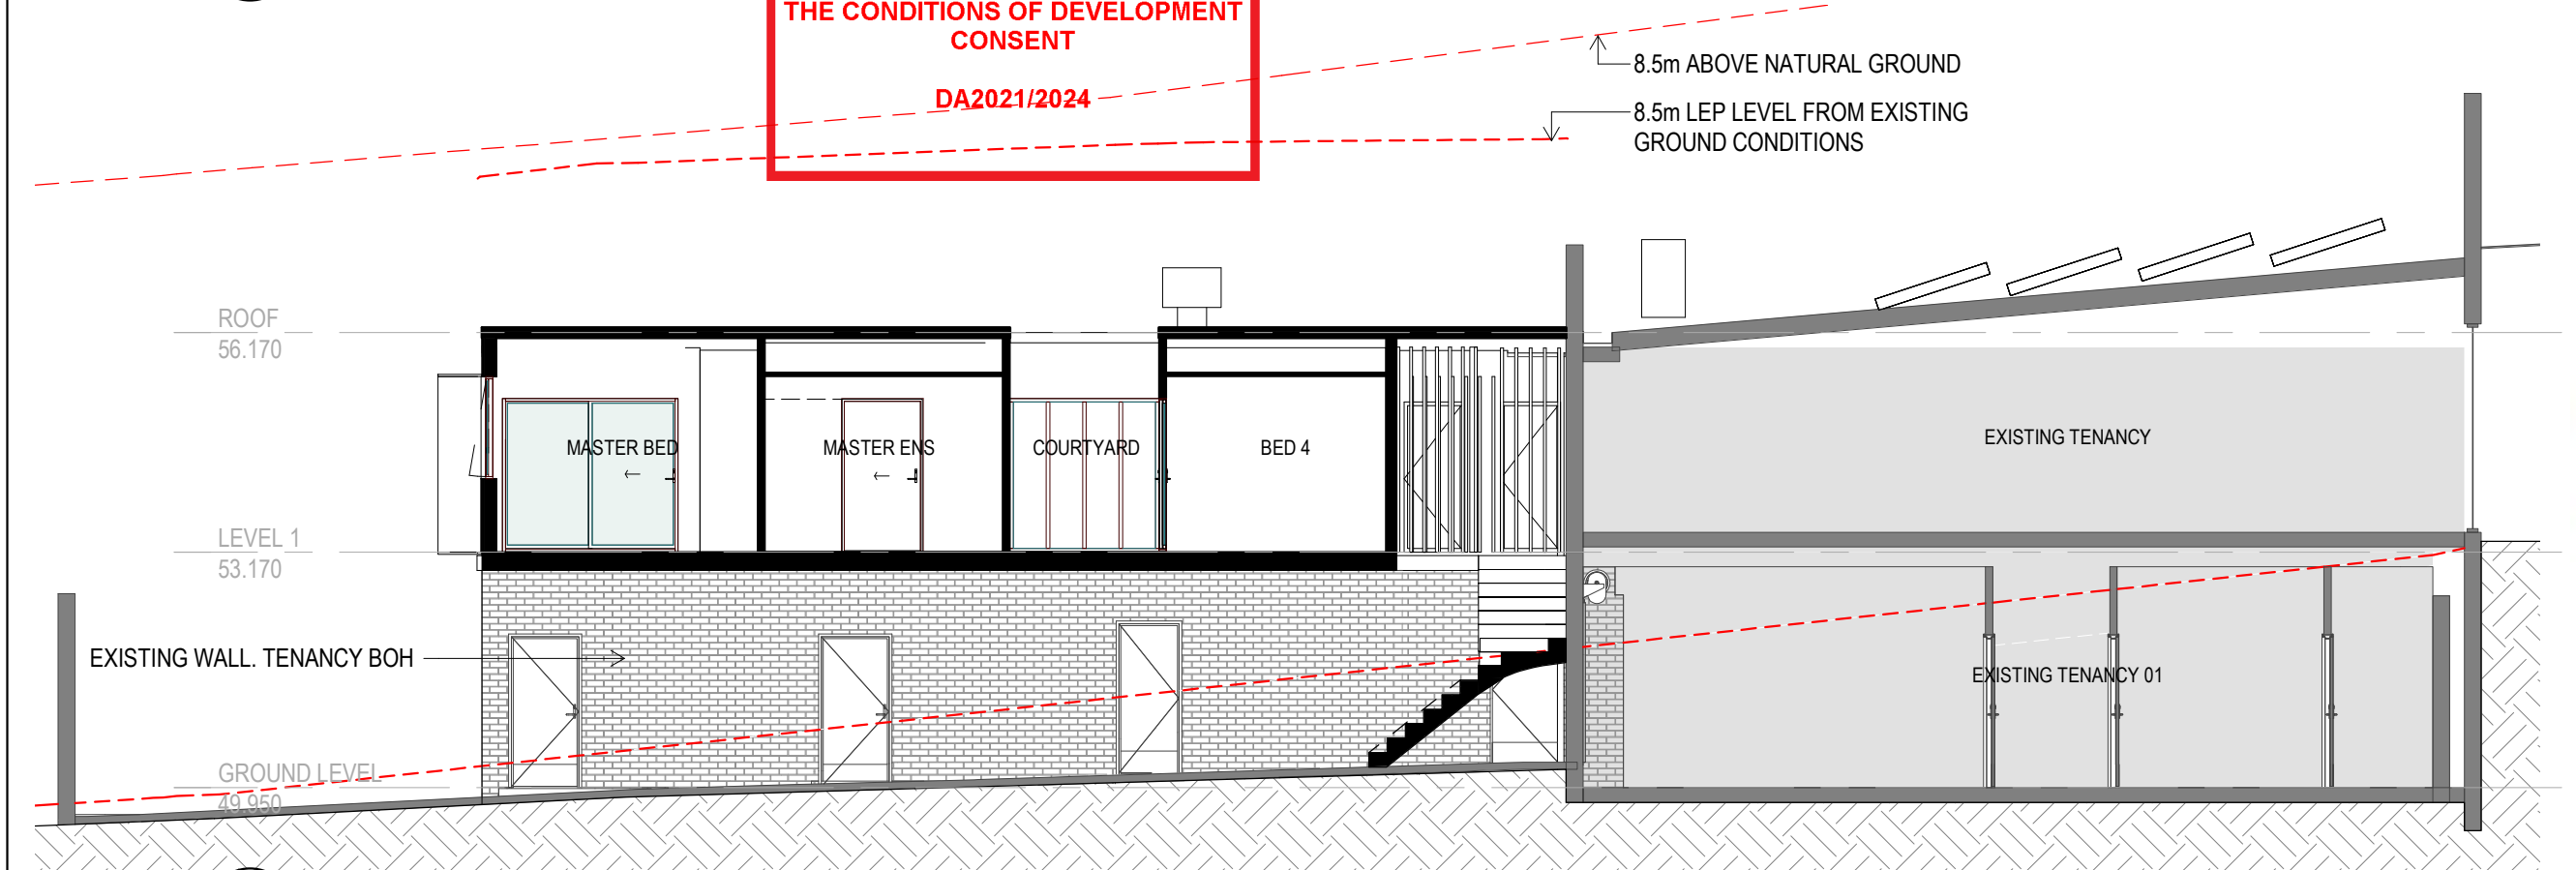 THE CONDITIONS OF DEVELOPMENT
CONSENT
DA2021/2024
8.5m ABOVE NATURAL GROUND
8.5m LEP LEVEL FROM EXISTING
GROUND CONDITIONS
ROOF
56.170
MASTER BED
MASTER ENS
COURTYARD
BED 4
EXISTING TENANCY
LEVEL 1
53.170
EXISTING WALL. TENANCY BOH
EXISTING TENANCY 01
GROUND LEVEL
49.950